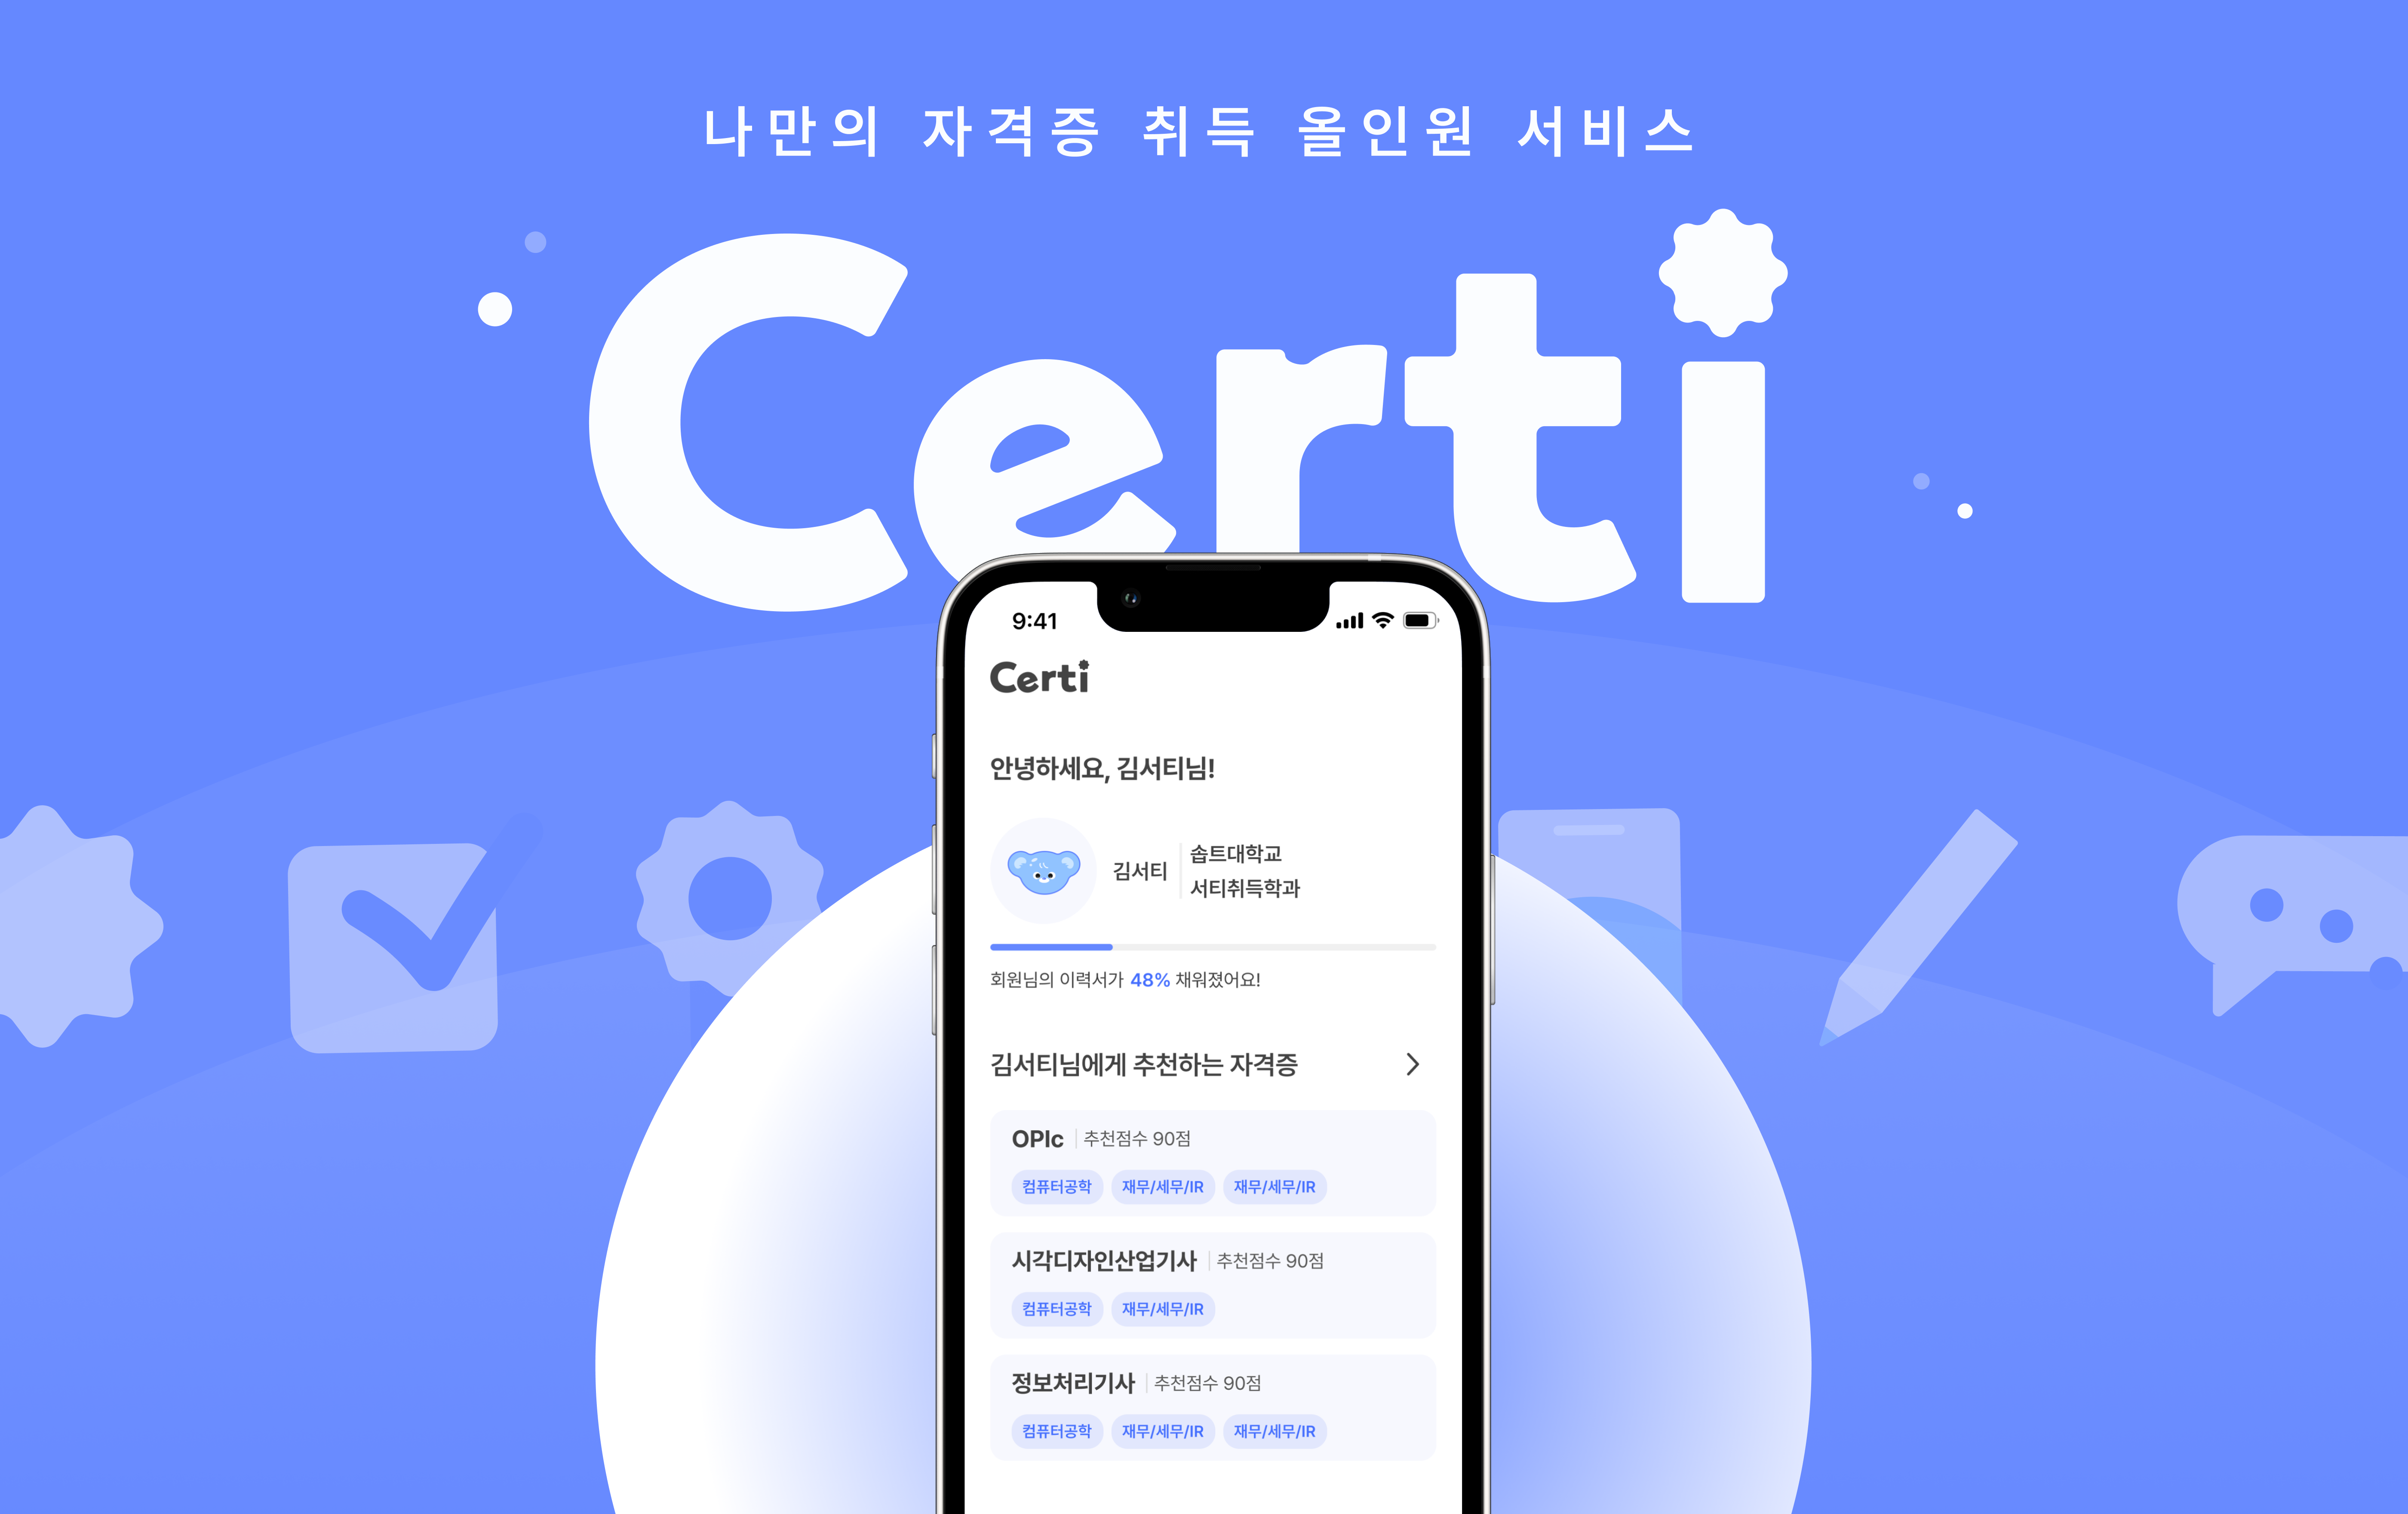 나만의 자격증 취득 올인원 서비스
Certi
9:41
Certi
안녕하세요, 김서티님!
김서티
솝트대학교
서티취득학과
회원님의 이력서가 48% 채워졌어요!
김서티님에게 추천하는 자격증
OPIc 추천점수 90점
컴퓨터공학 재무/세무/IR 재무/세무/IR
시각디자인산업기사 추천점수 90점
컴퓨터공학 재무/세무/IR
정보처리기사 추천점수 90점
컴퓨터공학 재무/세무/IR 재무/세무/IR